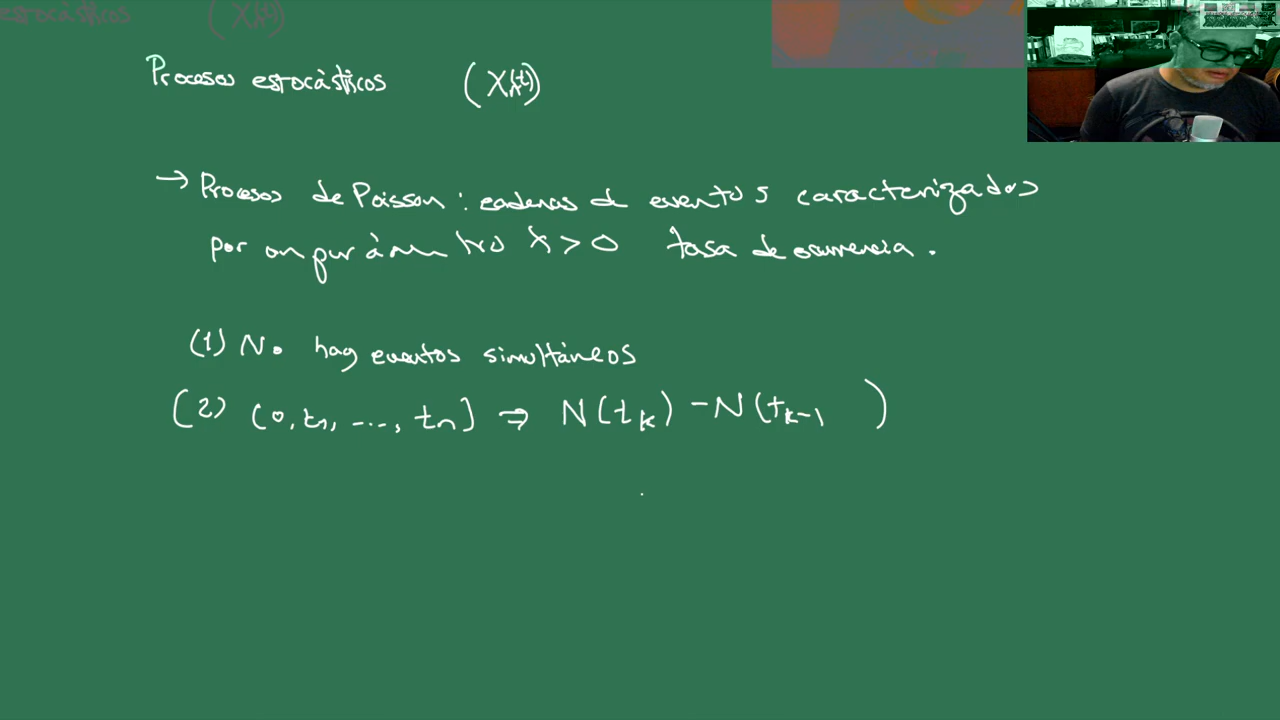 estocásticos (X(t))
Procesos estocásticos (X(t))
→ Procesos de Poisson : cadenas de eventos caracterizados
por un parámetro λ > 0 tasa de ocurrencia .
(1) No hay eventos simultáneos
(2) (0, t₁, ..., tₙ] ⇒ N(tₖ) - N(tₖ₋₁ )